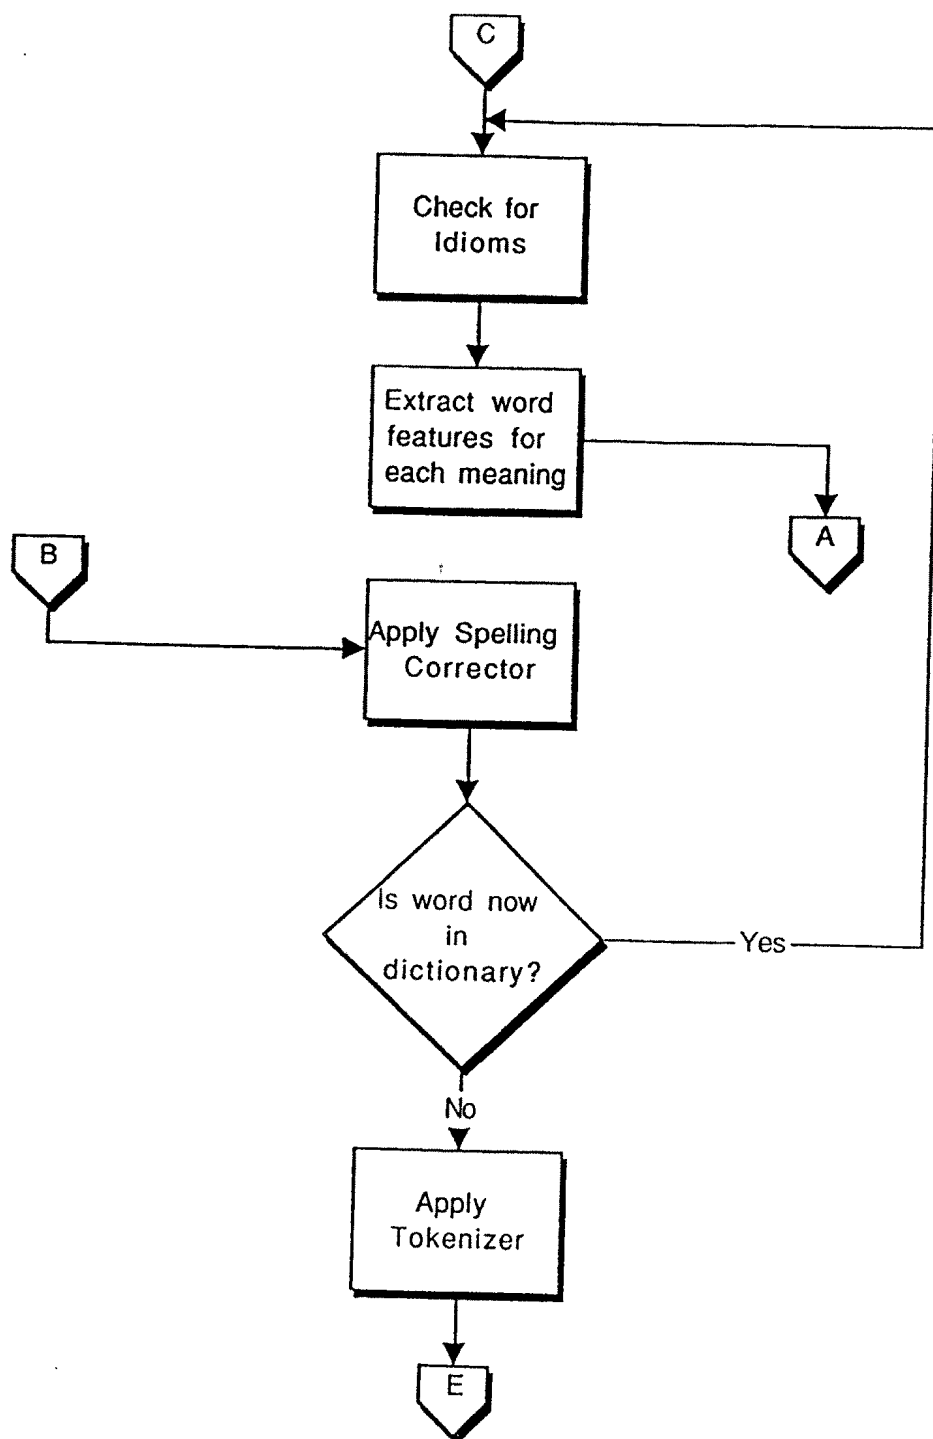 C
Check for
Idioms
Extract word
features for
each meaning
A
B
Apply Spelling
Corrector
Is word now
in
dictionary?
Yes
No
Apply
Tokenizer
E